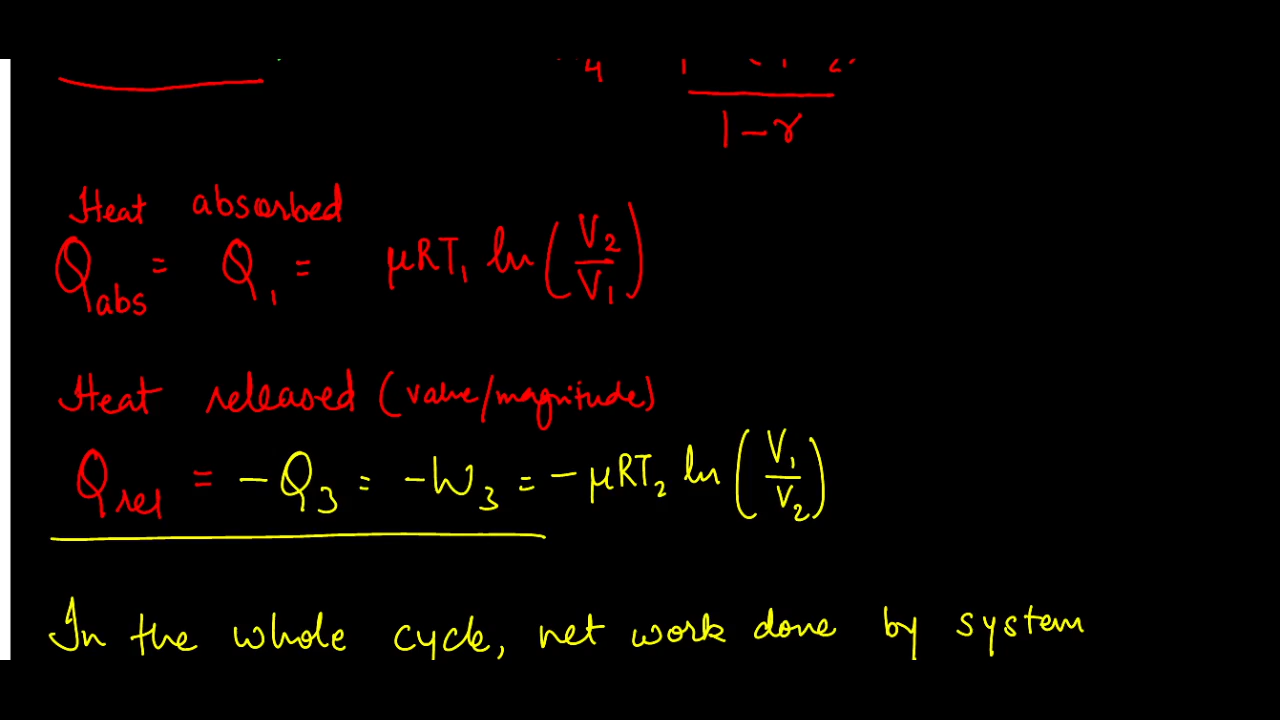 4
1 - γ
Heat absorbed
Q_abs = Q_1 = μRT_1 ln (V_2/V_1)
Heat released (value/magnitude)
Q_rel = -Q_3 = -W_3 = -μRT_2 ln (V_1/V_2)
In the whole cycle, net work done by system